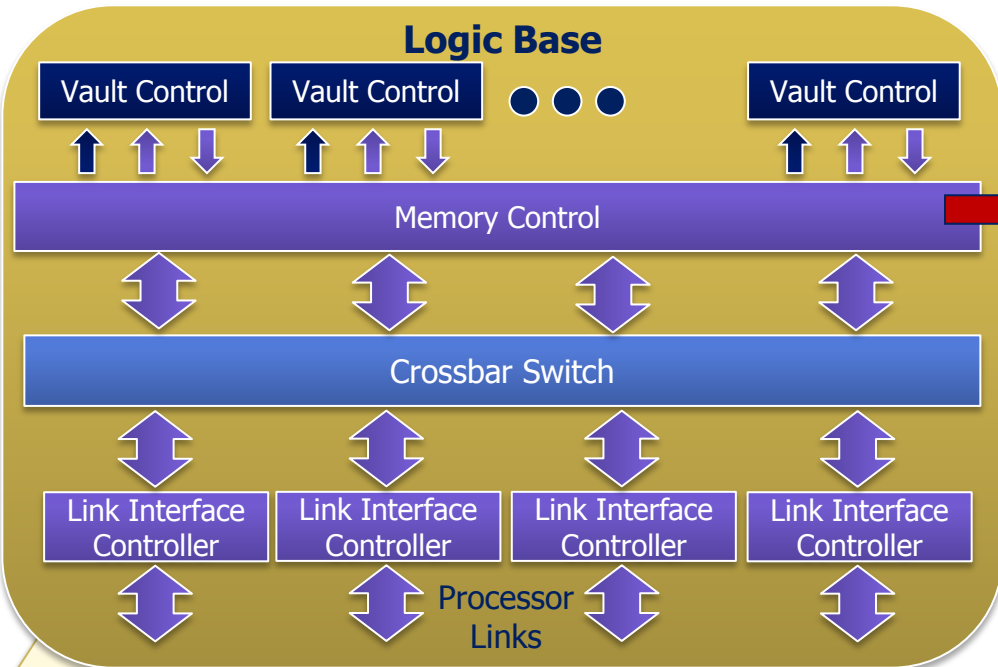 Logic Base
Vault Control
Vault Control
Vault Control
Memory Control
Crossbar Switch
Link Interface
Controller
Link Interface
Controller
Link Interface
Controller
Link Interface
Controller
Processor
Links